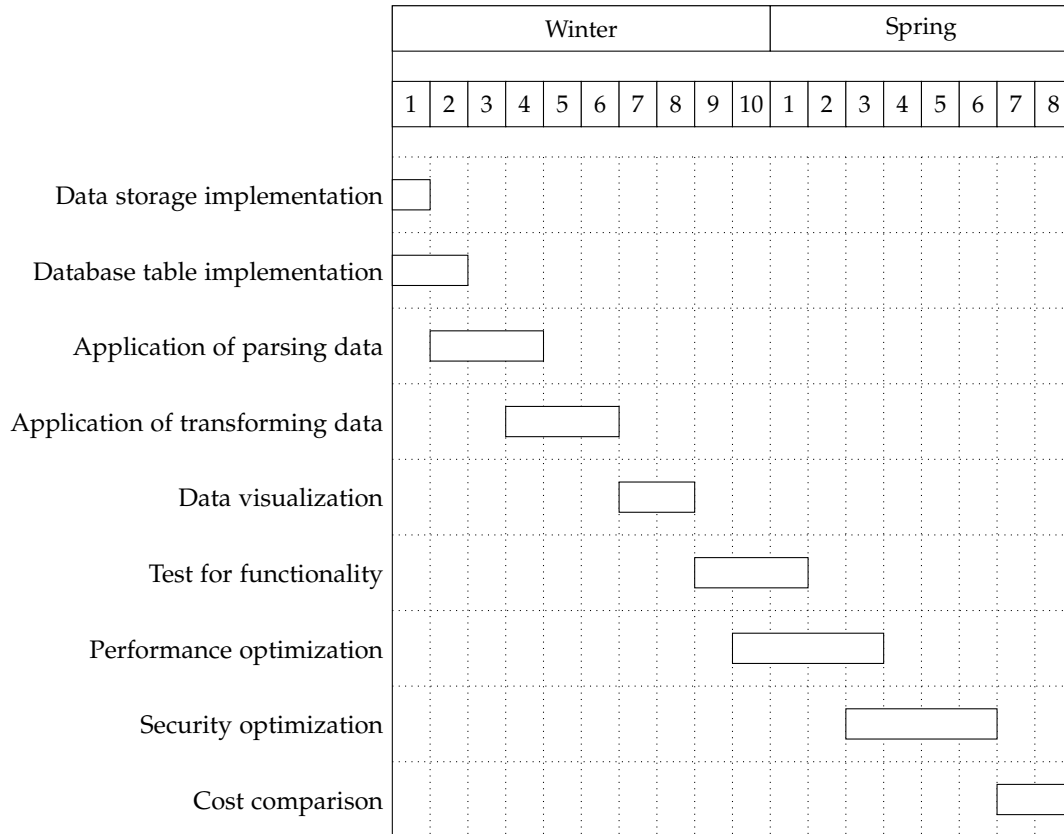 Winter Spring
1 2 3 4 5 6 7 8 9 10 1 2 3 4 5 6 7 8
Data storage implementation
Database table implementation
Application of parsing data
Application of transforming data
Data visualization
Test for functionality
Performance optimization
Security optimization
Cost comparison